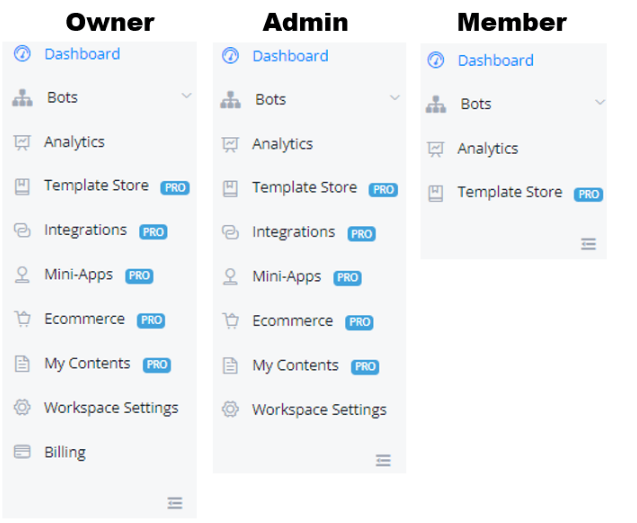 Owner
Dashboard
Bots
Analytics
Template Store PRO
Integrations PRO
Mini-Apps PRO
Ecommerce PRO
My Contents PRO
Workspace Settings
Billing
Admin
Dashboard
Bots
Analytics
Template Store PRO
Integrations PRO
Mini-Apps PRO
Ecommerce PRO
My Contents PRO
Workspace Settings
Member
Dashboard
Bots
Analytics
Template Store PRO